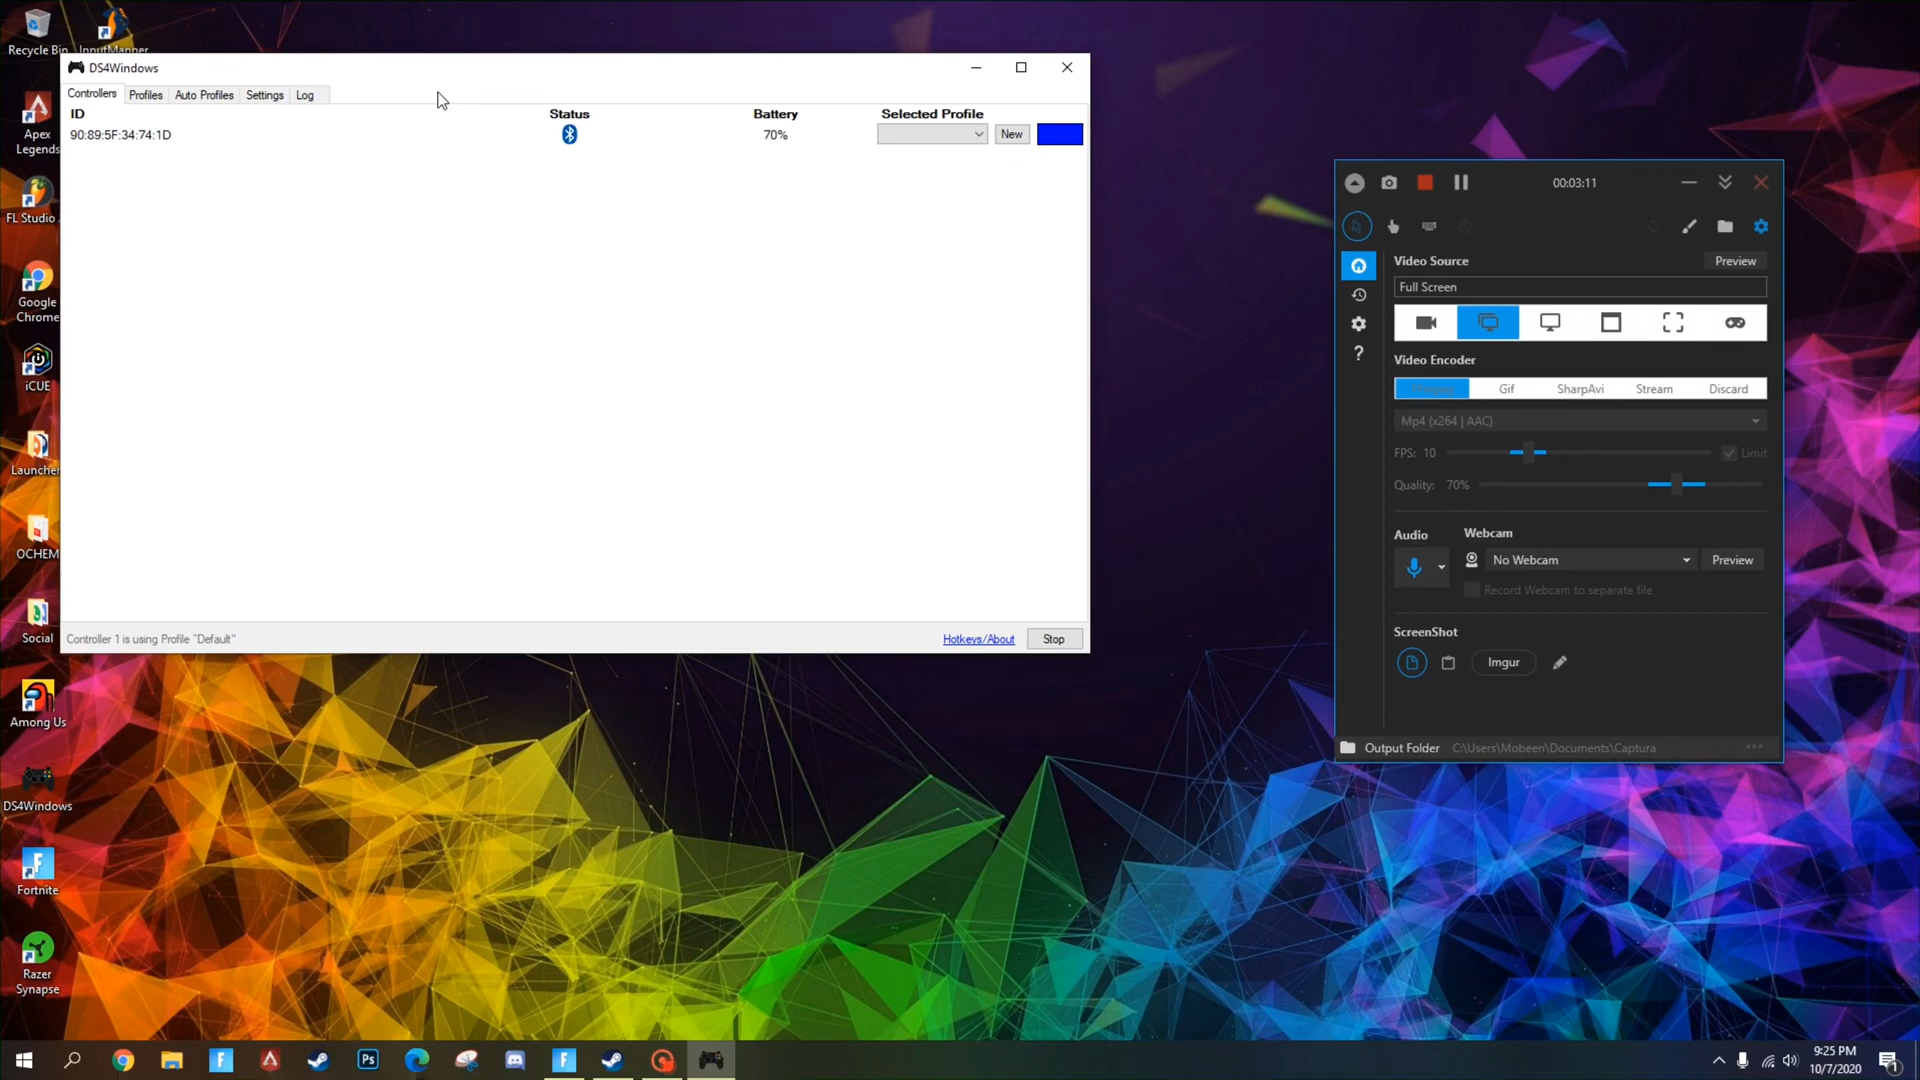 Recycle Bin
InputMapper
Apex
Legends
FL Studio
Google
Chrome
iCUE
Launcher
OCHEM
Social
Among Us
DS4Windows
Fortnite
Razer
Synapse
DS4Windows
Controllers Profiles Auto Profiles Settings Log
ID Status Battery Selected Profile
90:89:5F:34:74:1D 70% New
Controller 1 is using Profile "Default" Hotkeys/About Stop
00:03:11
Video Source Preview
Full Screen
Video Encoder
Gif SharpAvi Stream Discard
Mp4 (x264 | AAC)
FPS: 10 Limit
Quality: 70%
Audio Webcam
No Webcam Preview
Record Webcam to separate file
ScreenShot
Imgur
Output Folder C:\Users\Mobeen\Documents\Captura ...
Ps
9:25 PM
10/7/2020
1